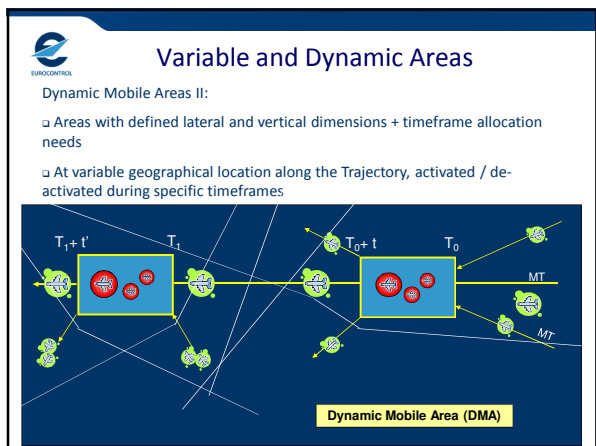 EUROCONTROL
Variable and Dynamic Areas
Dynamic Mobile Areas II:
❑ Areas with defined lateral and vertical dimensions + timeframe allocation
needs
❑ At variable geographical location along the Trajectory, activated / de-
activated during specific timeframes
T1+ t' T1 T0+ t T0
MT
MT
Dynamic Mobile Area (DMA)